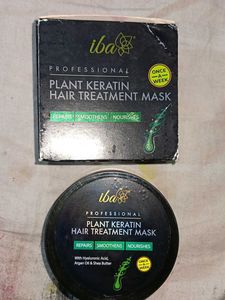 iba
PROFESSIONAL
PLANT KERATIN
HAIR TREATMENT MASK
REPAIRS SMOOTHENS NOURISHES
ONCE
A
WEEK
iba
PROFESSIONAL
PLANT KERATIN
HAIR TREATMENT MASK
REPAIRS SMOOTHENS NOURISHES
With Hyaluronic Acid,
Argan Oil & Shea Butter
ONCE
A
WEEK